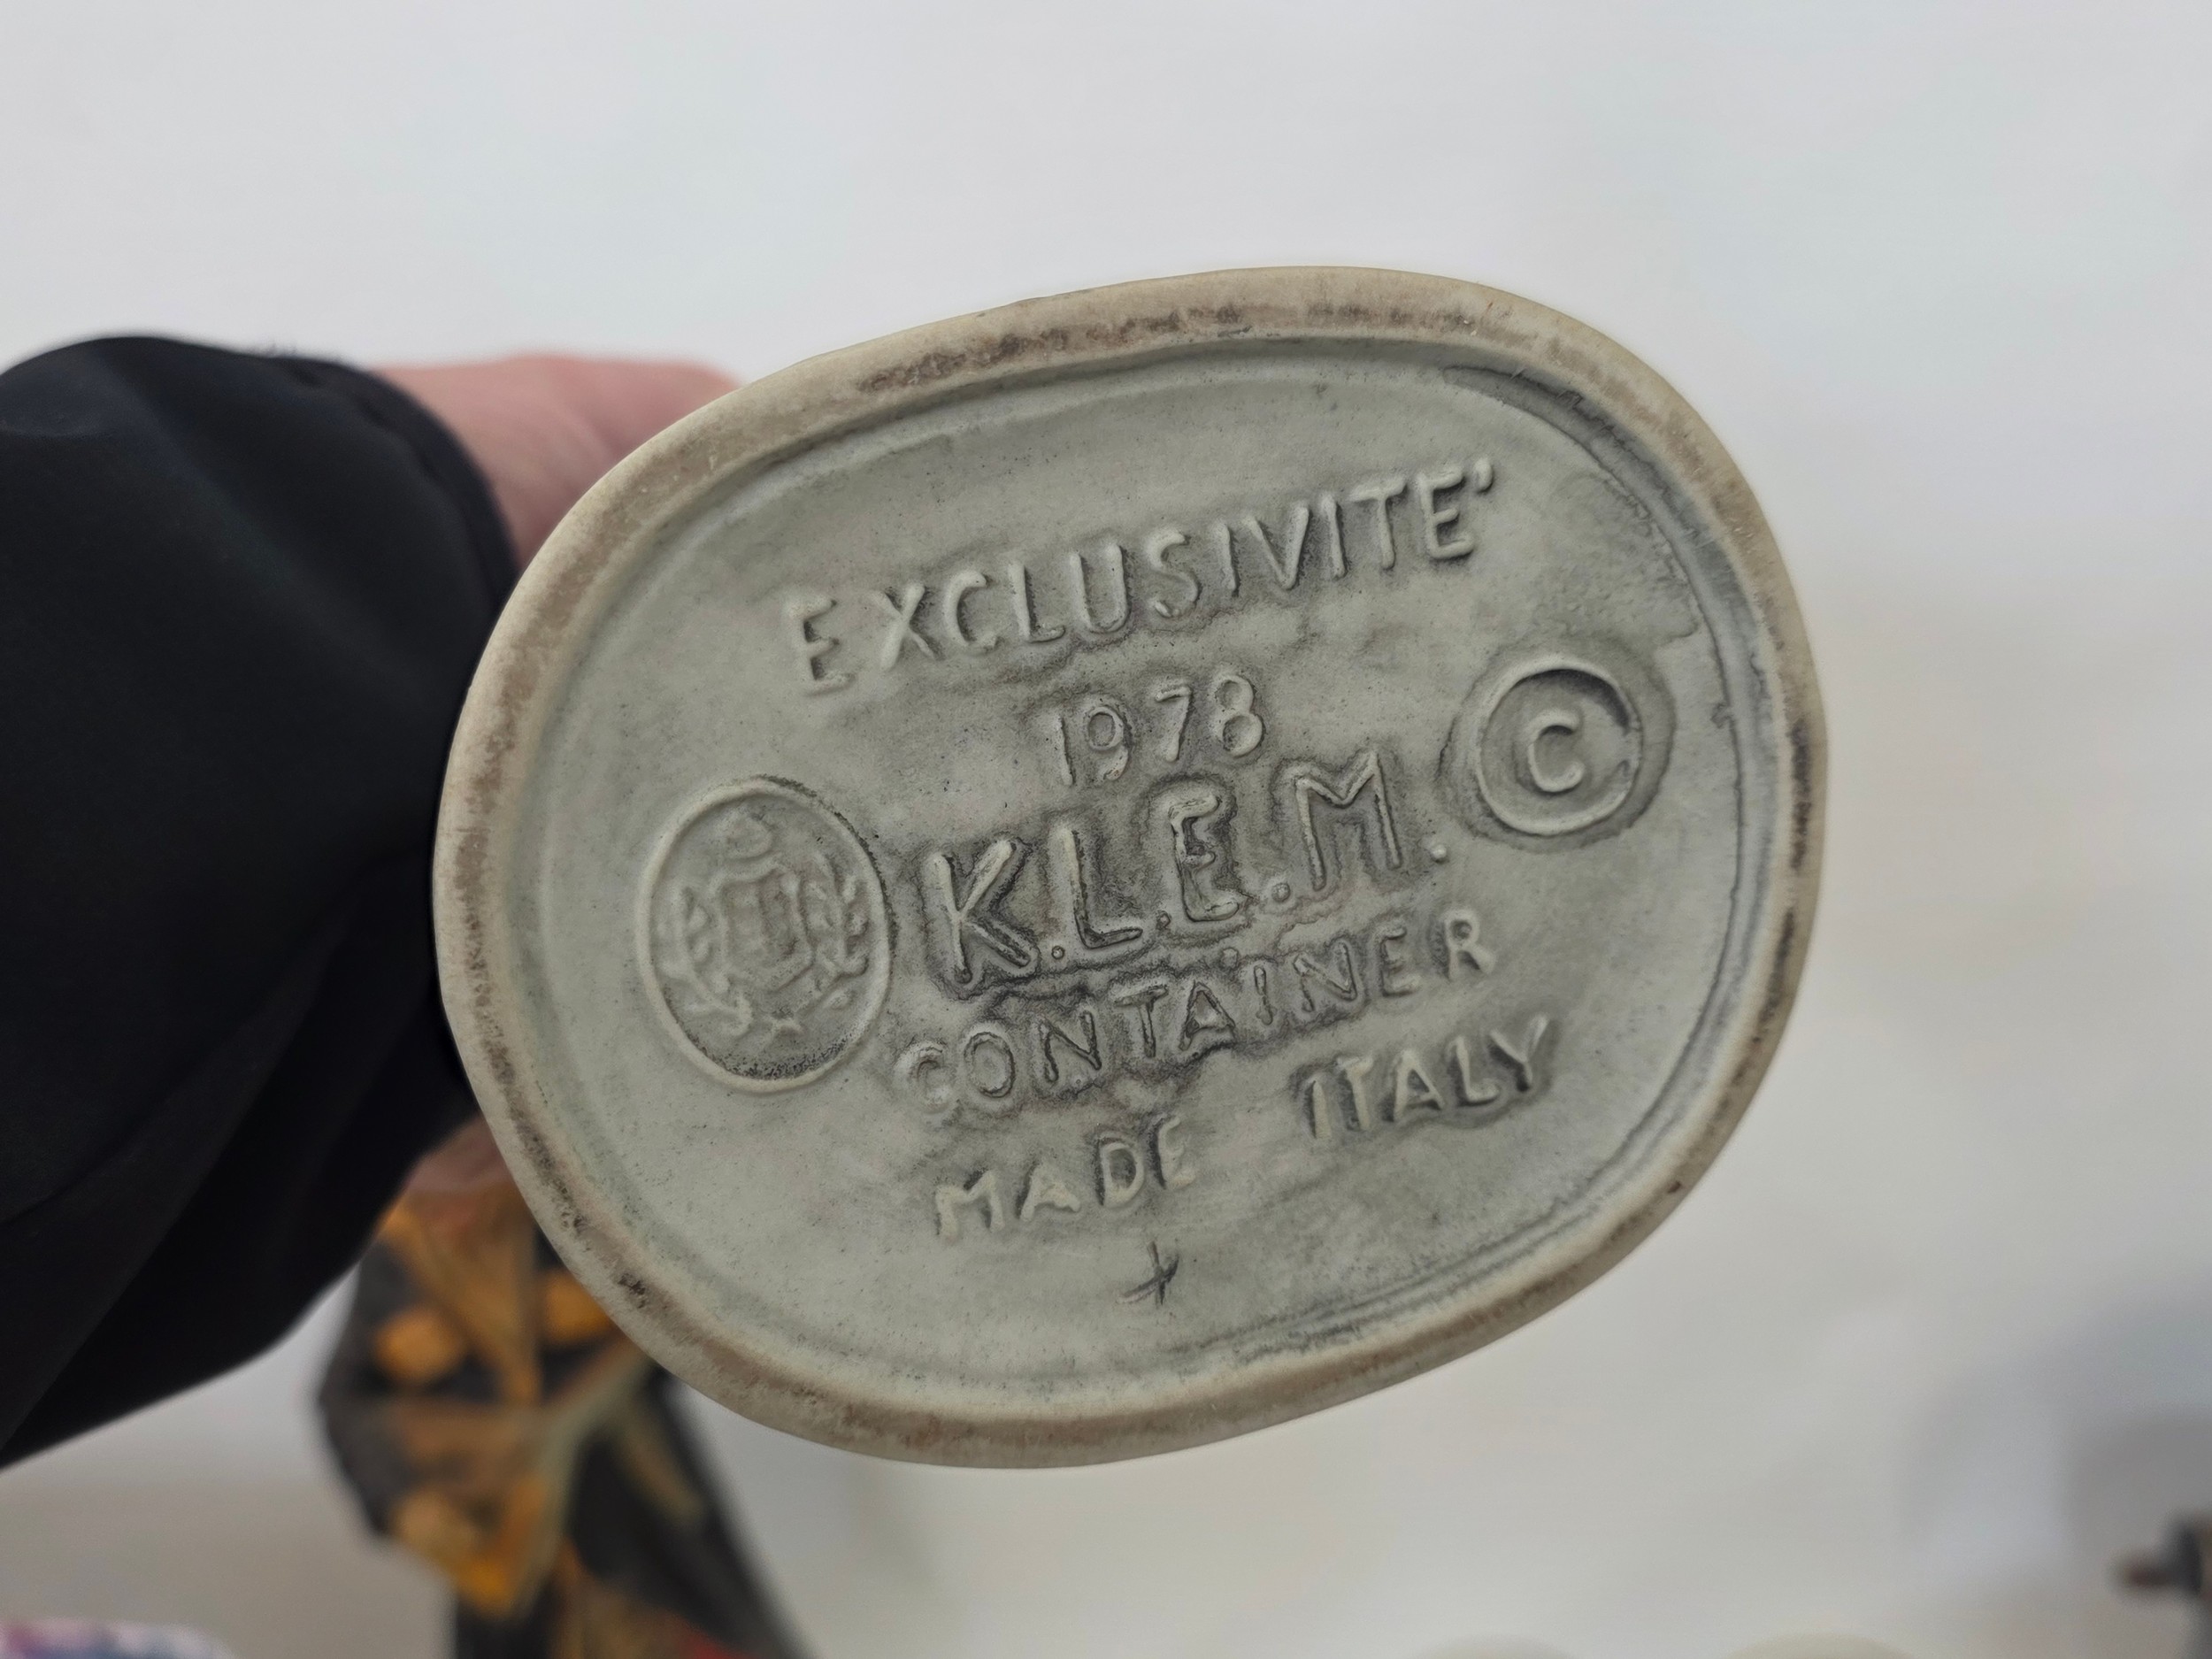 EXCLUSIVITE'
1978
©
K.L.E.M.
CONTAINER
MADE ITALY